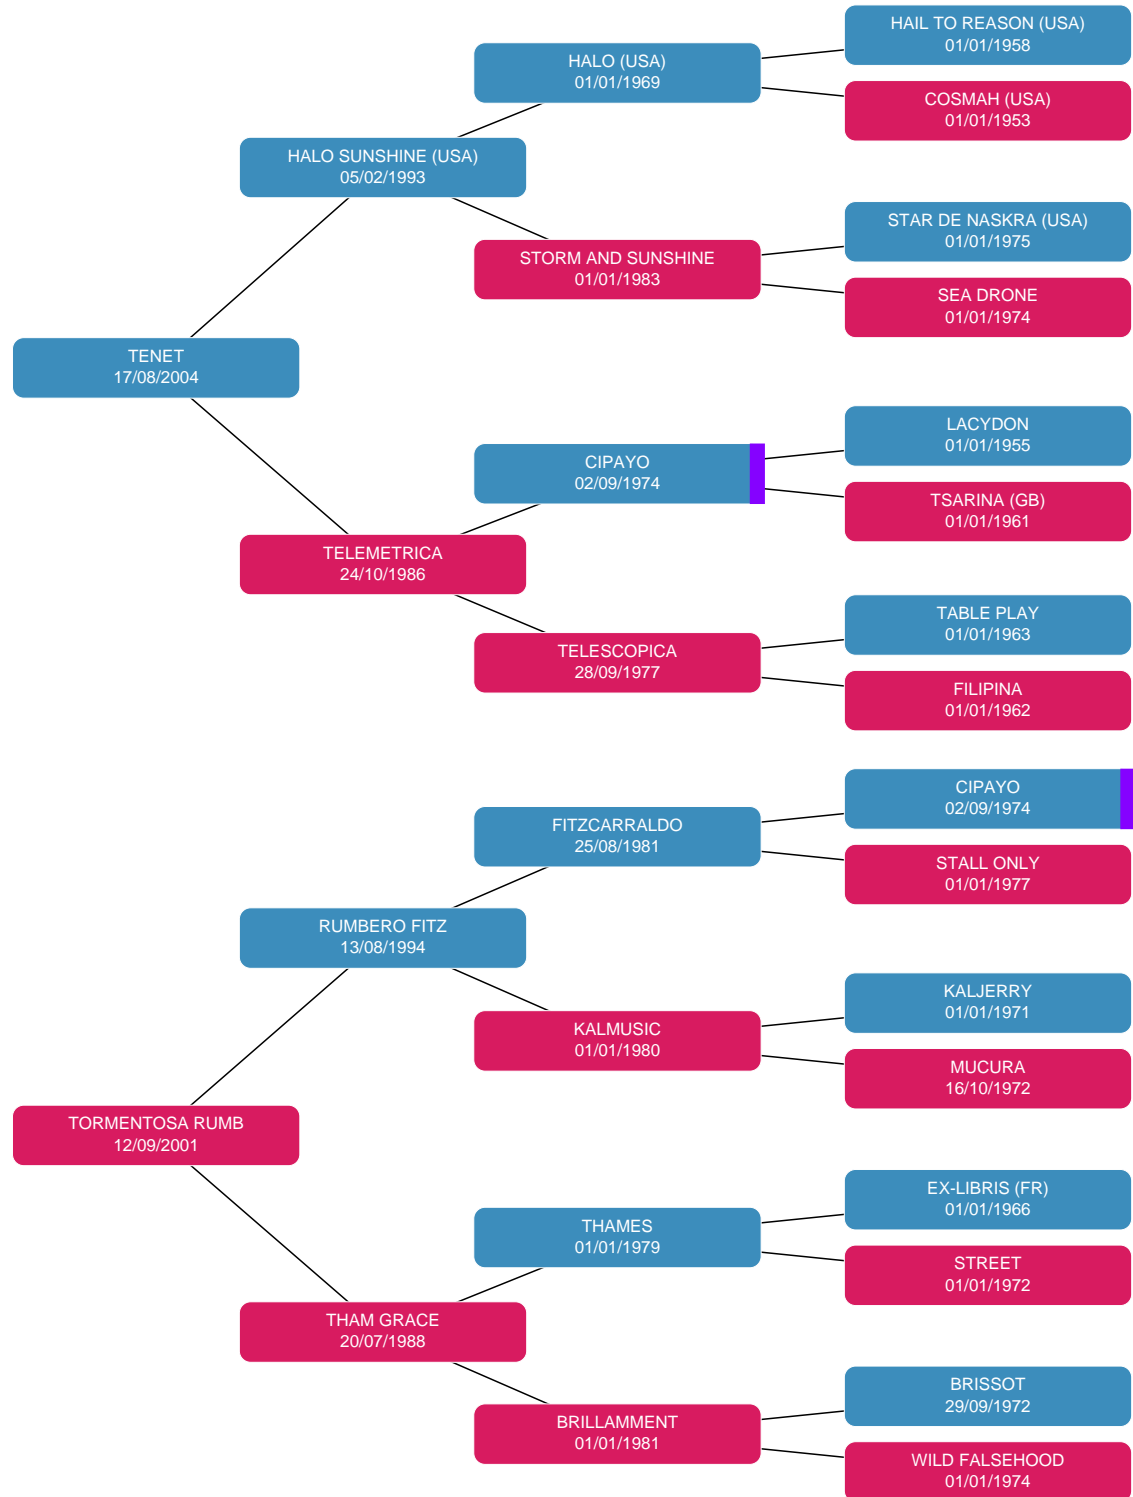 HAIL TO REASON (USA)
01/01/1958
HALO (USA)
01/01/1969
COSMAH (USA)
01/01/1953
HALO SUNSHINE (USA)
05/02/1993
STAR DE NASKRA (USA)
01/01/1975
STORM AND SUNSHINE
01/01/1983
SEA DRONE
01/01/1974
TENET
17/08/2004
LACYDON
01/01/1955
CIPAYO
02/09/1974
TSARINA (GB)
01/01/1961
TELEMETRICA
24/10/1986
TABLE PLAY
01/01/1963
TELESCOPICA
28/09/1977
FILIPINA
01/01/1962
CIPAYO
02/09/1974
FITZCARRALDO
25/08/1981
STALL ONLY
01/01/1977
RUMBERO FITZ
13/08/1994
KALJERRY
01/01/1971
KALMUSIC
01/01/1980
MUCURA
16/10/1972
TORMENTOSA RUMB
12/09/2001
EX-LIBRIS (FR)
01/01/1966
THAMES
01/01/1979
STREET
01/01/1972
THAM GRACE
20/07/1988
BRISSOT
29/09/1972
BRILLAMMENT
01/01/1981
WILD FALSEHOOD
01/01/1974